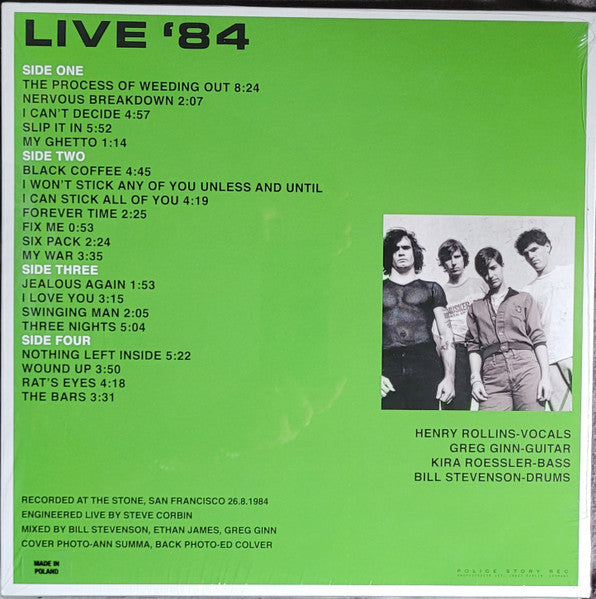 LIVE '84
SIDE ONE
THE PROCESS OF WEEDING OUT 8:24
NERVOUS BREAKDOWN 2:07
I CAN'T DECIDE 4:57
SLIP IT IN 5:52
MY GHETTO 1:14
SIDE TWO
BLACK COFFEE 4:45
I WON'T STICK ANY OF YOU UNLESS AND UNTIL
I CAN STICK ALL OF YOU 4:19
FOREVER TIME 2:25
FIX ME 0:53
SIX PACK 2:24
MY WAR 3:35
SIDE THREE
JEALOUS AGAIN 1:53
I LOVE YOU 3:15
SWINGING MAN 2:05
THREE NIGHTS 5:04
SIDE FOUR
NOTHING LEFT INSIDE 5:22
WOUND UP 3:50
RAT'S EYES 4:18
THE BARS 3:31
HENRY ROLLINS-VOCALS
GREG GINN-GUITAR
KIRA ROESSLER-BASS
BILL STEVENSON-DRUMS
RECORDED AT THE STONE, SAN FRANCISCO 26.8.1984
ENGINEERED LIVE BY STEVE CORBIN
MIXED BY BILL STEVENSON, ETHAN JAMES, GREG GINN
COVER PHOTO-ANN SUMMA, BACK PHOTO-ED COLVER
MADE IN
POLAND
POLICE STORY REC